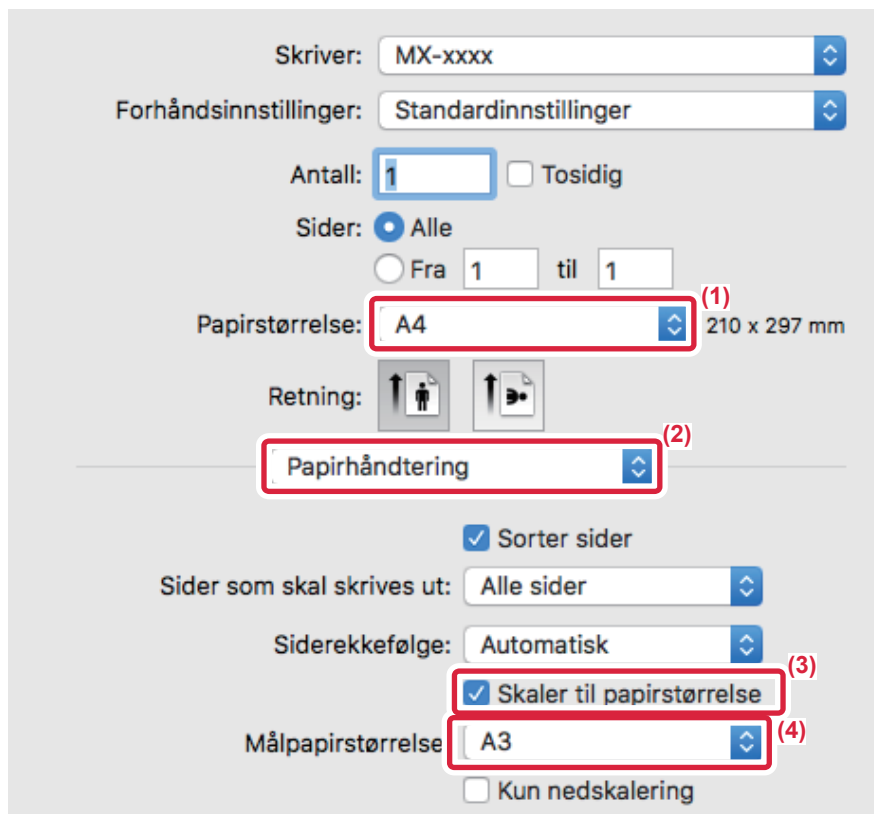 Skriver: MX-xxxx
Forhåndsinnstillinger: Standardinnstillinger
Antall: 1 Tosidig
Sider: Alle
Fra 1 til 1
(1)
Papirstørrelse: A4 210 x 297 mm
Retning:
(2)
Papirhåndtering
Sorter sider
Sider som skal skrives ut: Alle sider
Siderekkefølge: Automatisk
(3)
Skaler til papirstørrelse
Målpapirstørrelse A3 (4)
Kun nedskalering